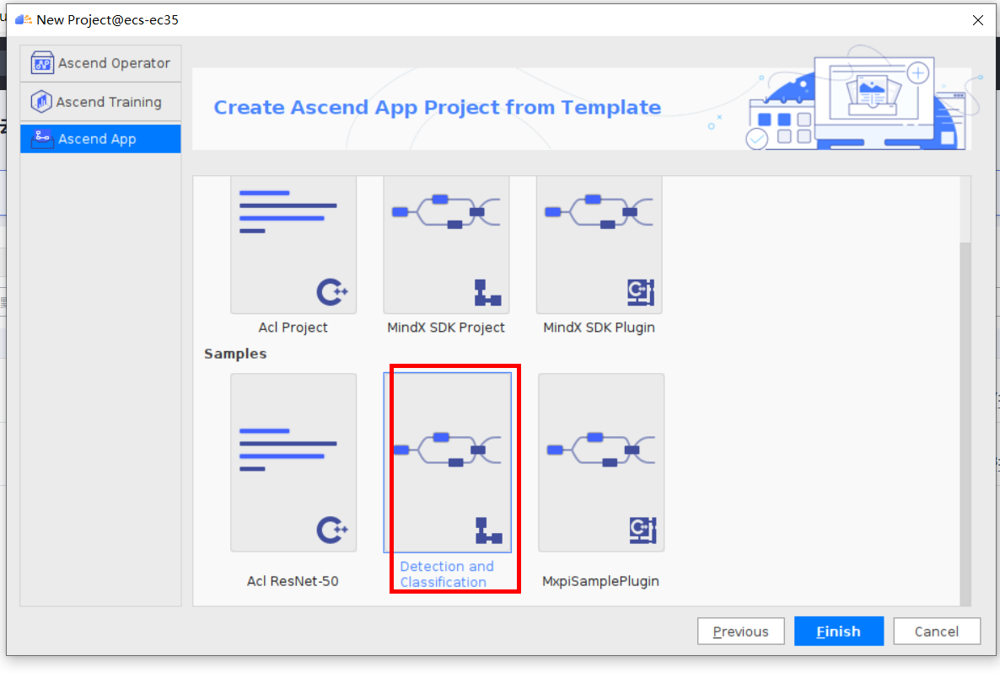 New Project@ecs-ec35
Ascend Operator
Ascend Training
Ascend App
Create Ascend App Project from Template
Acl Project
MindX SDK Project
MindX SDK Plugin
Samples
Acl ResNet-50
Detection and
Classification
MxpiSamplePlugin
Previous
Finish
Cancel